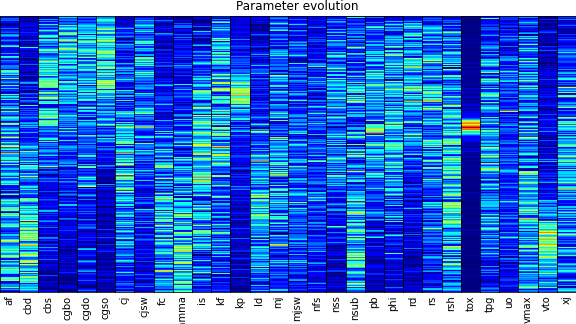 Parameter evolution
af
cbd
cbs
cgbo
cgdo
cgso
cj
cjsw
fc
mma
is
kf
kp
ld
mj
mjsw
nfs
nss
nsub
pb
phi
rd
rs
rsh
tox
tpg
uo
vmax
vto
xj